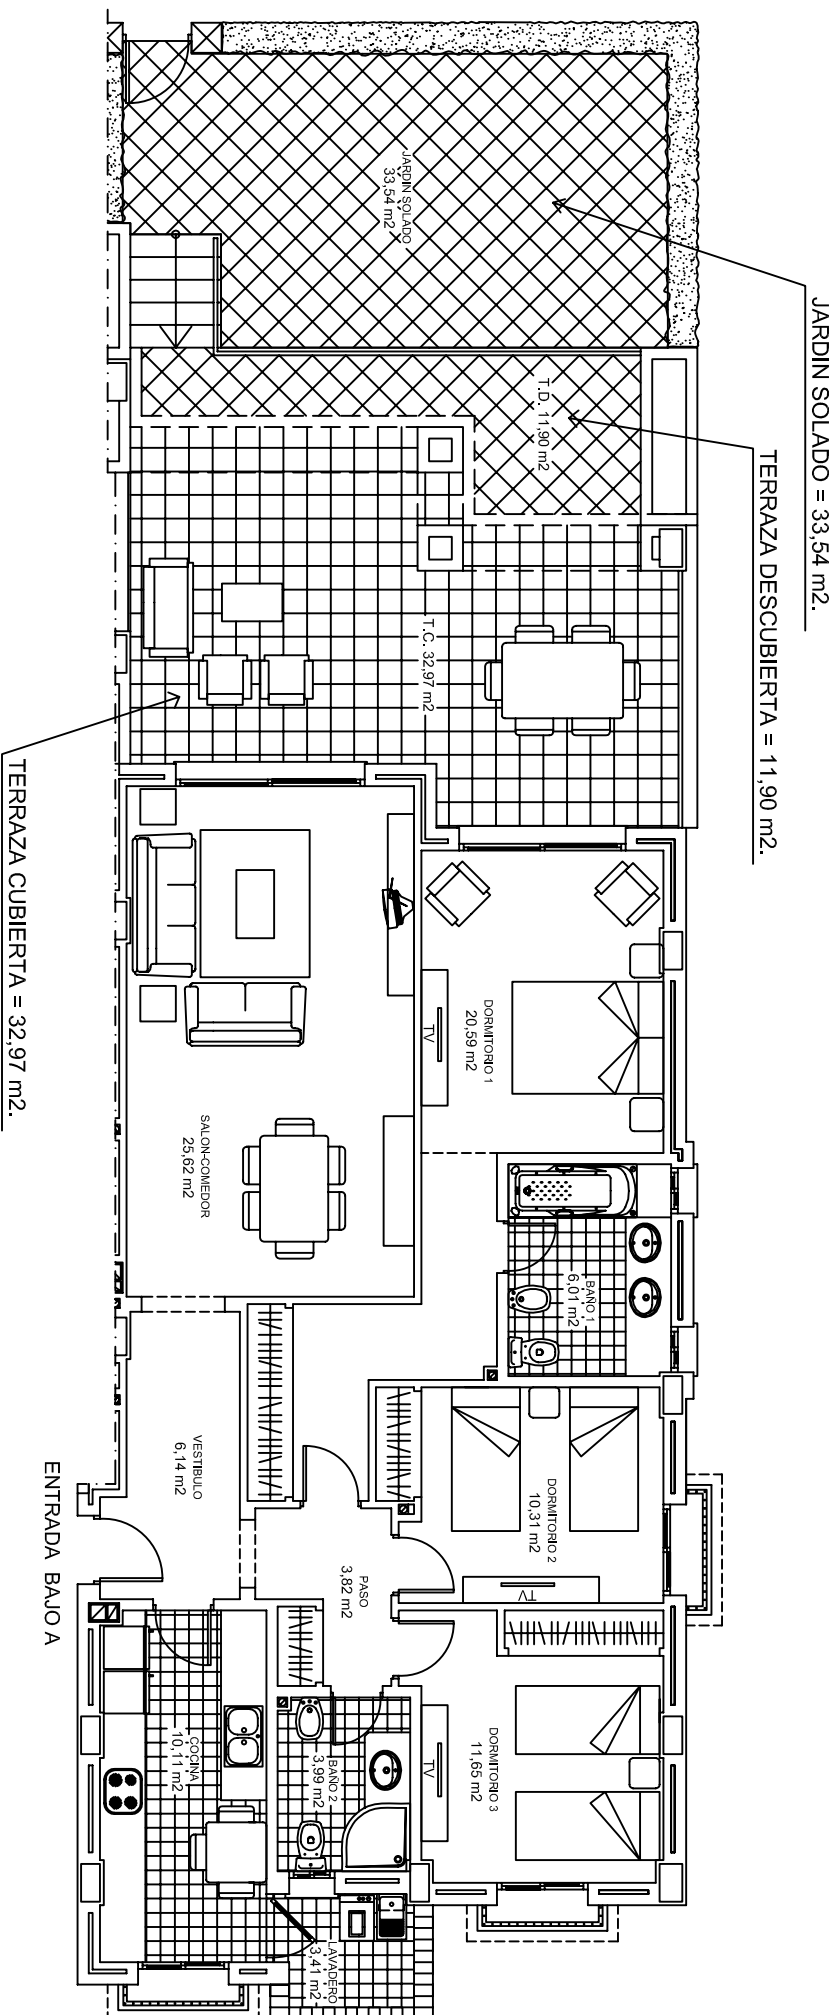 JARDIN SOLADO = 33,54 m2.
TERRAZA DESCUBIERTA = 11,90 m2.
TERRAZA CUBIERTA = 32,97 m2.
JARDIN SOLADO
33,54 m2
T.D. 11,90 m2
T.C. 32,97 m2
DORMITORIO 1
20,59 m2
TV
SALON-COMEDOR
25,62 m2
BAÑO 1
6,01 m2
DORMITORIO 2
10,31 m2
TV
VESTIBULO
6,14 m2
PASO
3,82 m2
ENTRADA BAJO A
DORMITORIO 3
11,65 m2
TV
BAÑO 2
3,99 m2
COCINA
10,11 m2
LAVADERO
3,41 m2